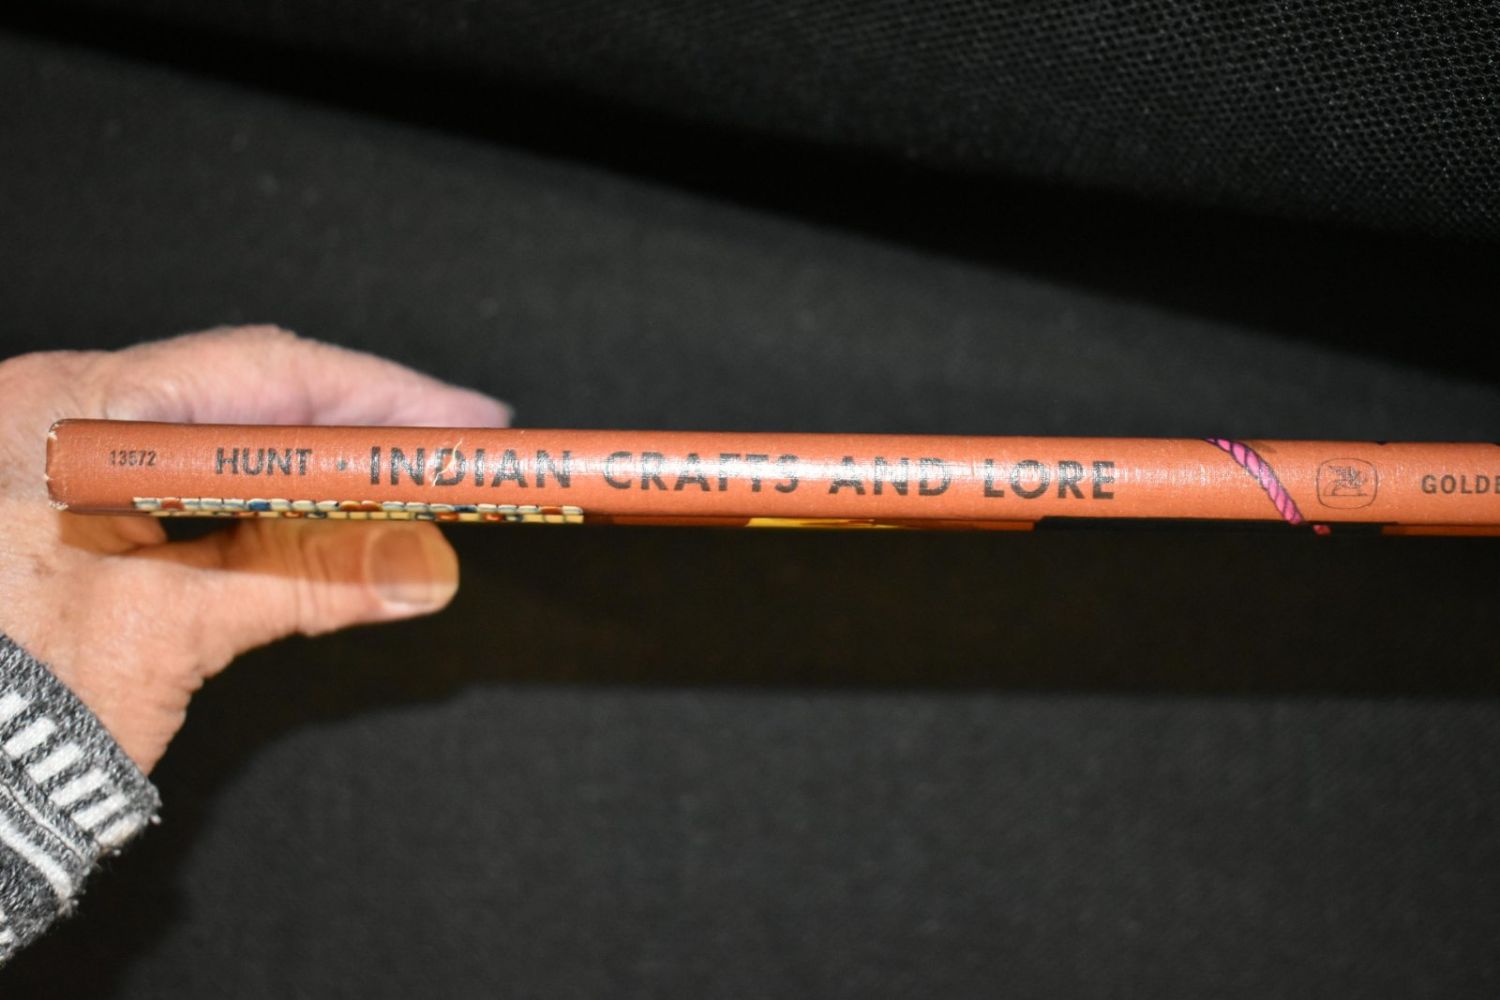 13572 HUNT · INDIAN CRAFTS AND LORE GOLDE